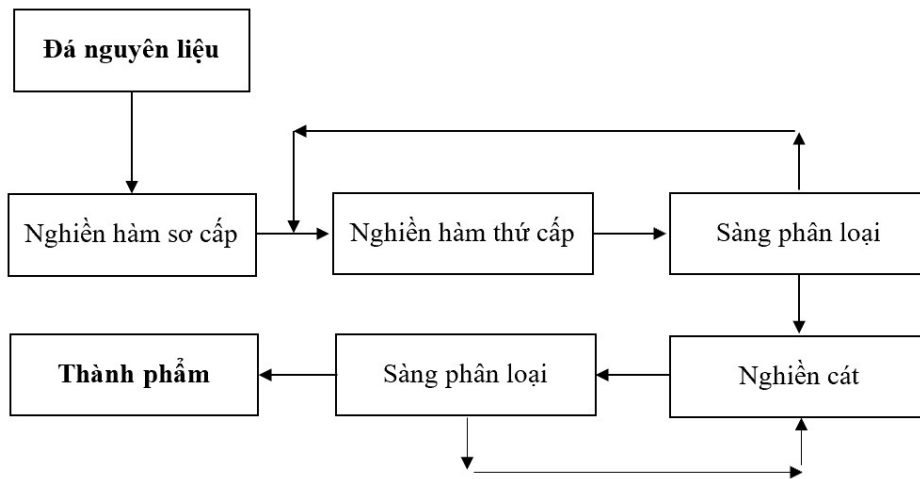 Đá nguyên liệu
Nghiền hàm sơ cấp
Nghiền hàm thứ cấp
Sàng phân loại
Thành phẩm
Sàng phân loại
Nghiền cát